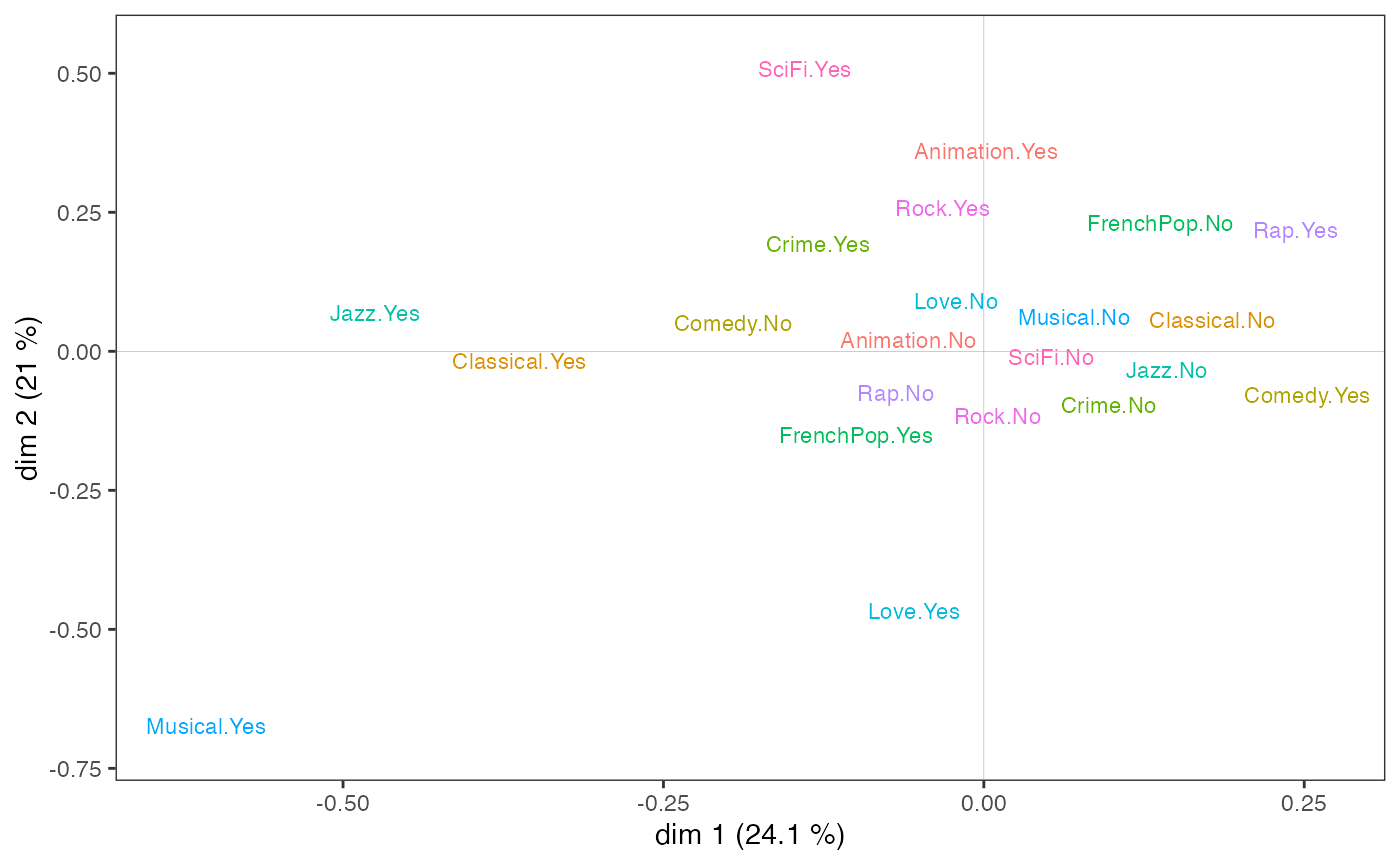 0.50
SciFi.Yes
Animation.Yes
Rock.Yes
0.25
FrenchPop.No
Rap.Yes
Crime.Yes
Love.No
Jazz.Yes
Musical.No
Classical.No
Comedy.No
Animation.No
0.00
SciFi.No
Classical.Yes
Jazz.No
Rap.No
Comedy.Yes
Crime.No
Rock.No
FrenchPop.Yes
-0.25
Love.Yes
-0.50
Musical.Yes
-0.75
-0.50
-0.25
0.00
0.25
dim 1 (24.1 %)
dim 2 (21 %)